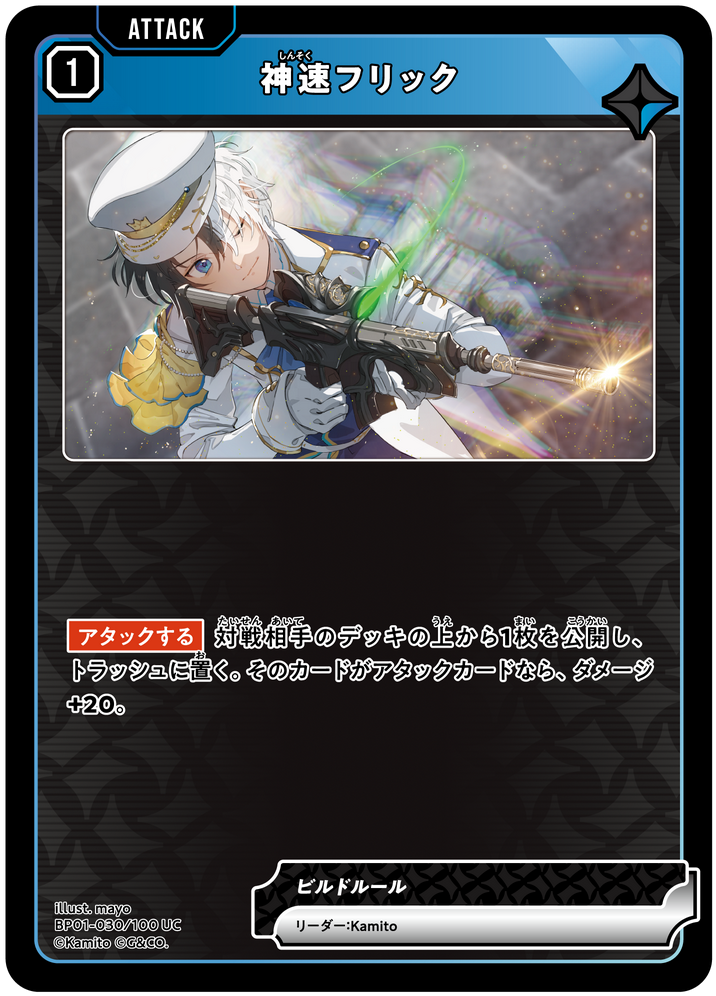 ATTACK
1
しんそく
神速フリック
たいせん あいて うえ まい こうかい
アタックする 対戦相手のデッキの上から1枚を公開し、
お
トラッシュに置く。そのカードがアタックカードなら、ダメージ
+20。
ビルドルール
リーダー:Kamito
illust. mayo
BP01-030/100 UC
©Kamito ©G&CO.